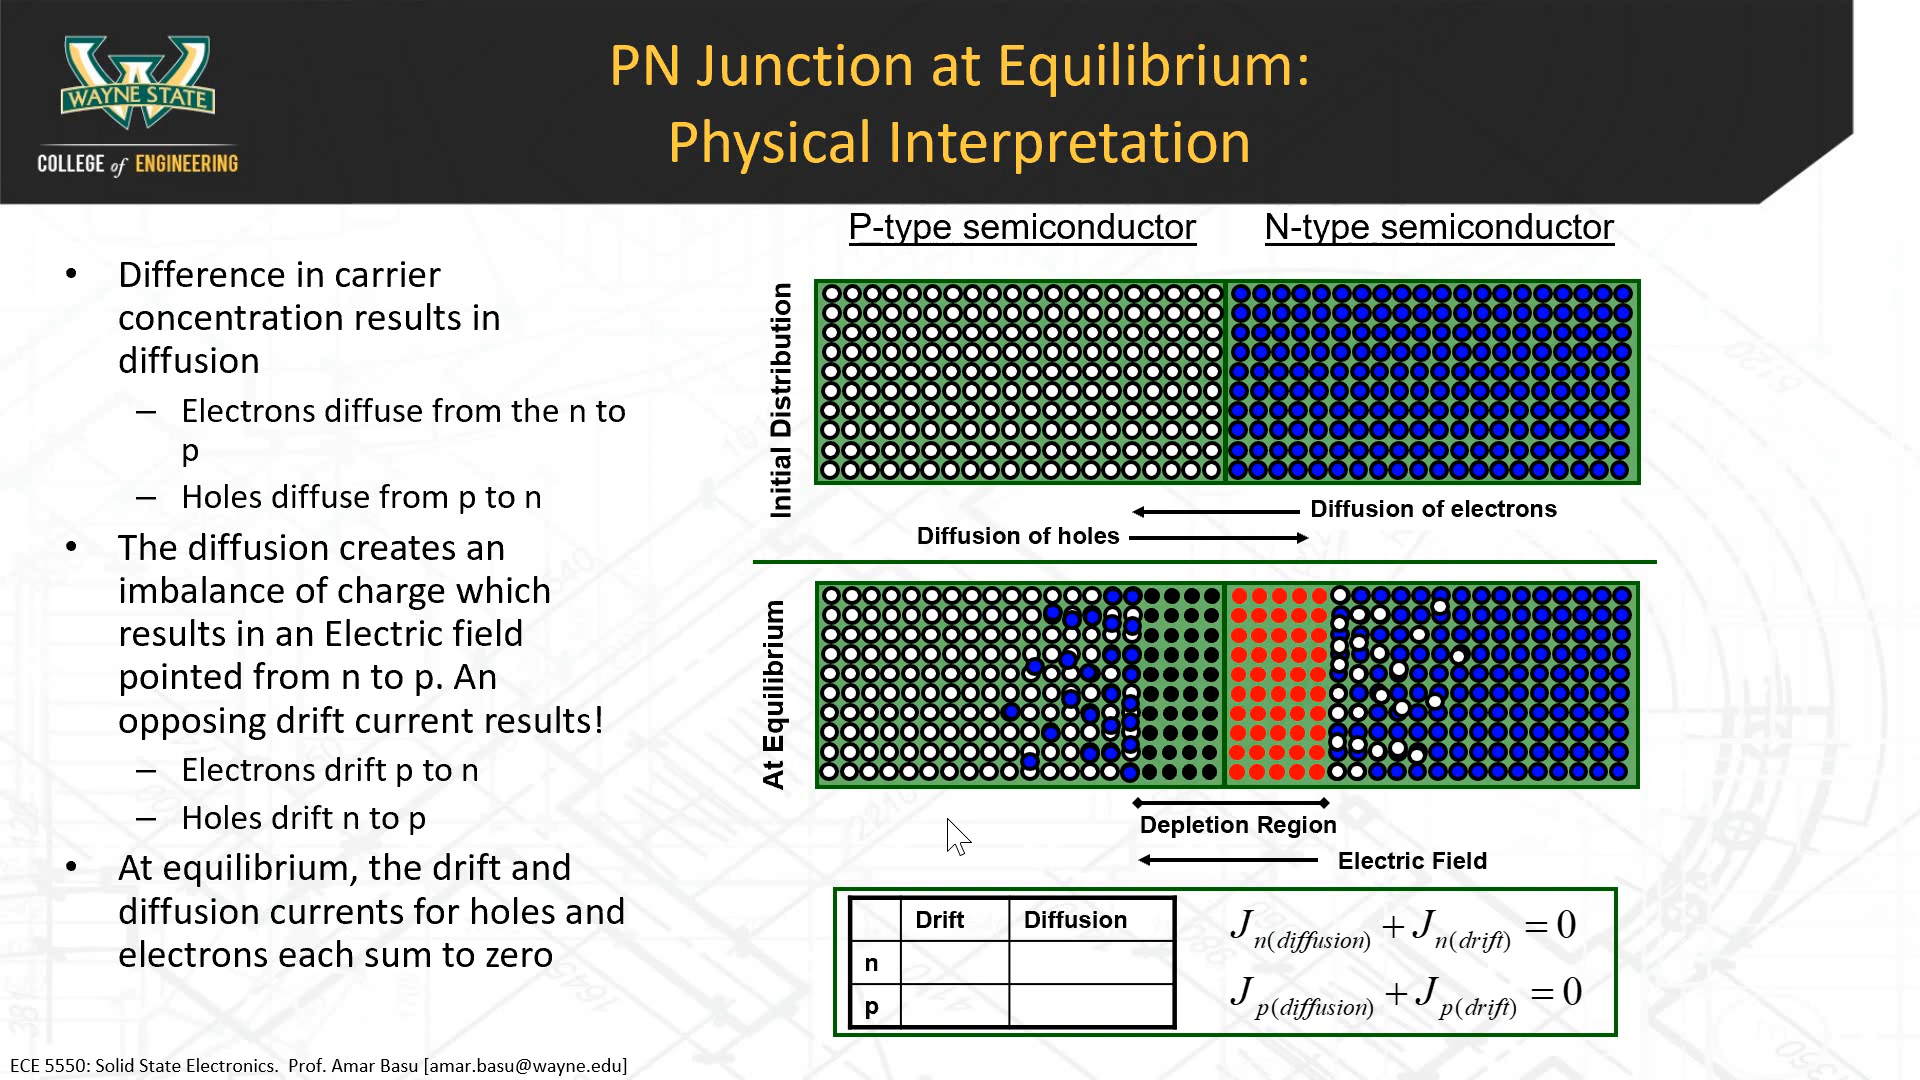 WAYNE STATE
COLLEGE of ENGINEERING
PN Junction at Equilibrium:
Physical Interpretation
• Difference in carrier
concentration results in
diffusion
– Electrons diffuse from the n to
p
– Holes diffuse from p to n
• The diffusion creates an
imbalance of charge which
results in an Electric field
pointed from n to p. An
opposing drift current results!
– Electrons drift p to n
– Holes drift n to p
• At equilibrium, the drift and
diffusion currents for holes and
electrons each sum to zero
P-type semiconductor
N-type semiconductor
Initial Distribution
Diffusion of electrons
Diffusion of holes
At Equilibrium
Depletion Region
Electric Field
Drift Diffusion
n
p
J n(diffusion) + J n(drift) = 0
J p(diffusion) + J p(drift) = 0
ECE 5550: Solid State Electronics. Prof. Amar Basu [amar.basu@wayne.edu]